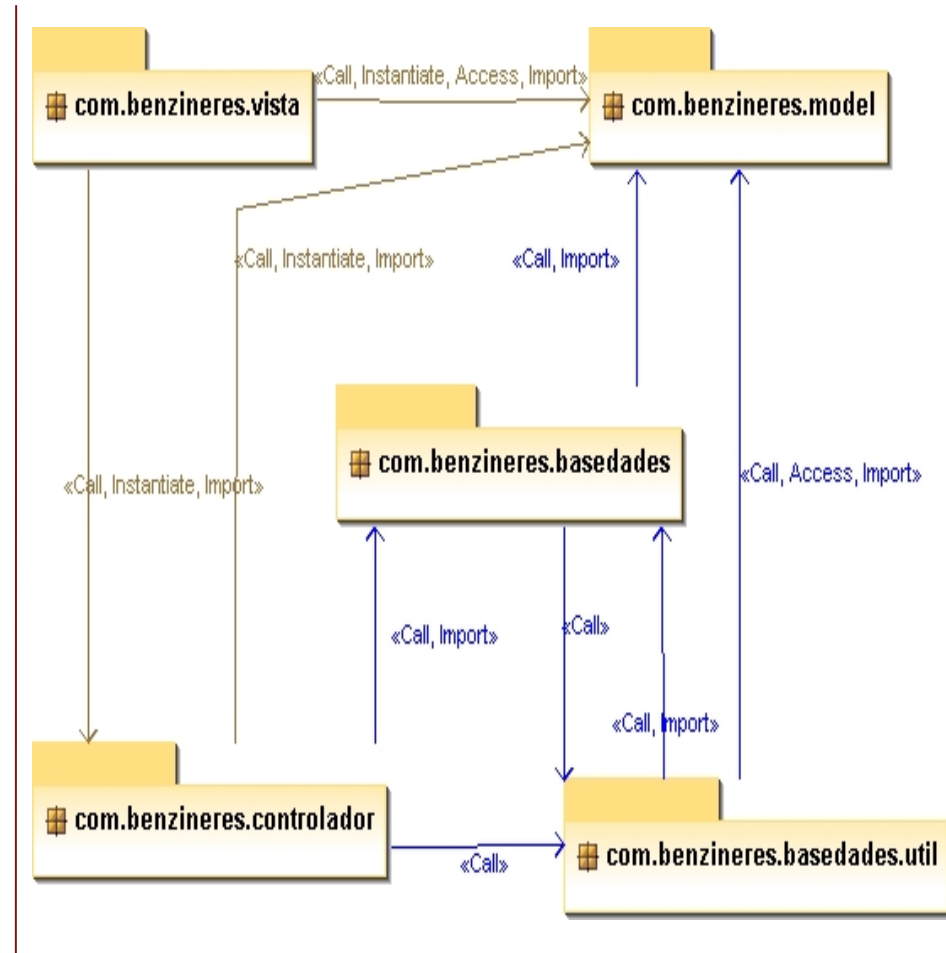 «Call, Instantiate, Access, Import»
com.benzineres.vista
com.benzineres.model
«Call, Instantiate, Import»
«Call, Import»
com.benzineres.basedades
«Call, Access, Import»
«Call, Instantiate, Import»
«Call, Import»
«Call»
«Call, Import»
com.benzineres.controlador
com.benzineres.basedades.util
«Call»